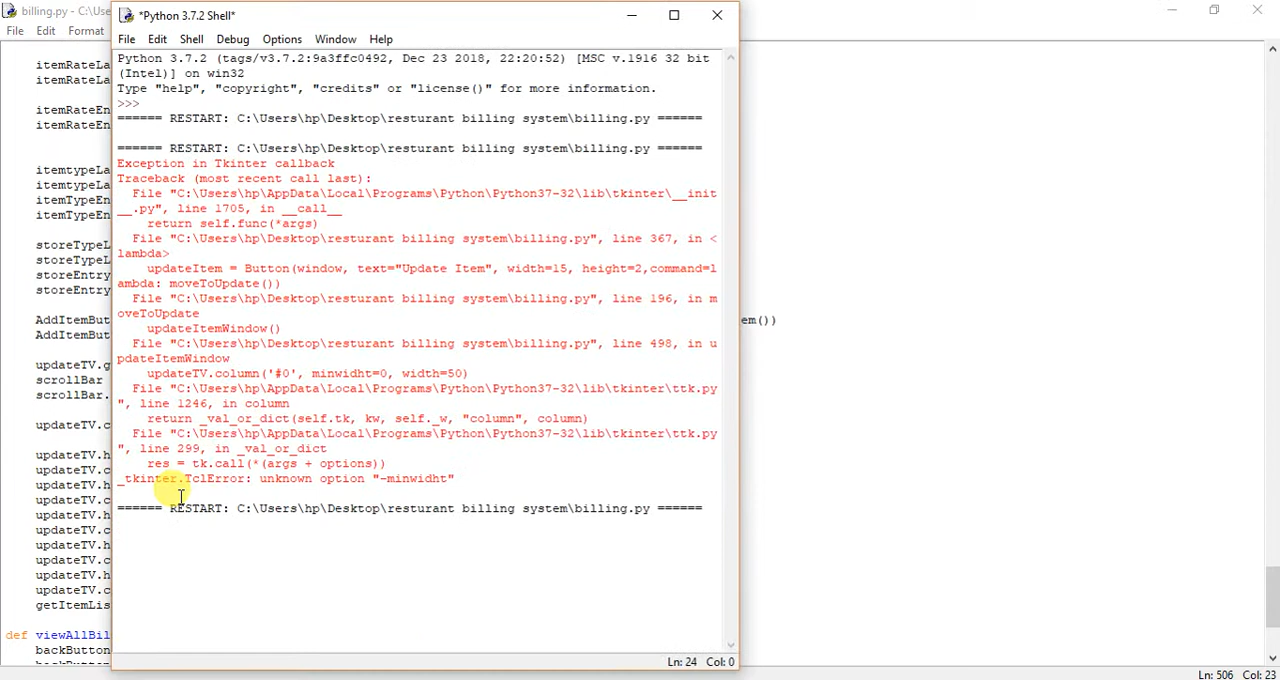 billing.py - C:\Use
*Python 3.7.2 Shell*
File Edit Format
File Edit Shell Debug Options Window Help
Python 3.7.2 (tags/v3.7.2:9a3ffc0492, Dec 23 2018, 22:20:52) [MSC v.1916 32 bit
(Intel)] on win32
Type "help", "copyright", "credits" or "license()" for more information.
>>>
====== RESTART: C:\Users\hp\Desktop\resturant billing system\billing.py ======
====== RESTART: C:\Users\hp\Desktop\resturant billing system\billing.py ======
Exception in Tkinter callback
Traceback (most recent call last):
File "C:\Users\hp\AppData\Local\Programs\Python\Python37-32\lib\tkinter\__init
__.py", line 1705, in __call__
return self.func(*args)
File "C:\Users\hp\Desktop\resturant billing system\billing.py", line 367, in <
lambda>
updateItem = Button(window, text="Update Item", width=15, height=2,command=l
ambda: moveToUpdate())
File "C:\Users\hp\Desktop\resturant billing system\billing.py", line 196, in m
oveToUpdate
updateItemWindow()
File "C:\Users\hp\Desktop\resturant billing system\billing.py", line 498, in u
pdateItemWindow
updateTV.column('#0', minwidht=0, width=50)
File "C:\Users\hp\AppData\Local\Programs\Python\Python37-32\lib\tkinter\ttk.py
", line 1246, in column
return _val_or_dict(self.tk, kw, self._w, "column", column)
File "C:\Users\hp\AppData\Local\Programs\Python\Python37-32\lib\tkinter\ttk.py
", line 299, in _val_or_dict
res = tk.call(*(args + options))
_tkinter.TclError: unknown option "-minwidht"
====== RESTART: C:\Users\hp\Desktop\resturant billing system\billing.py ======
Ln: 24 Col: 0
itemRateLa
itemRateLa
itemRateEn
itemRateEn
itemtypeLa
itemtypeLa
itemTypeEn
itemTypeEn
storeTypeL
storeTypeL
storeEntry
storeEntry
AddItemBut em())
AddItemBut
updateTV.g
scrollBar
scrollBar.
updateTV.c
updateTV.h
updateTV.c
updateTV.h
updateTV.c
updateTV.h
updateTV.c
updateTV.c
updateTV.h
updateTV.c
getItemLis
def viewAllBil
backButton
Ln: 506 Col: 23